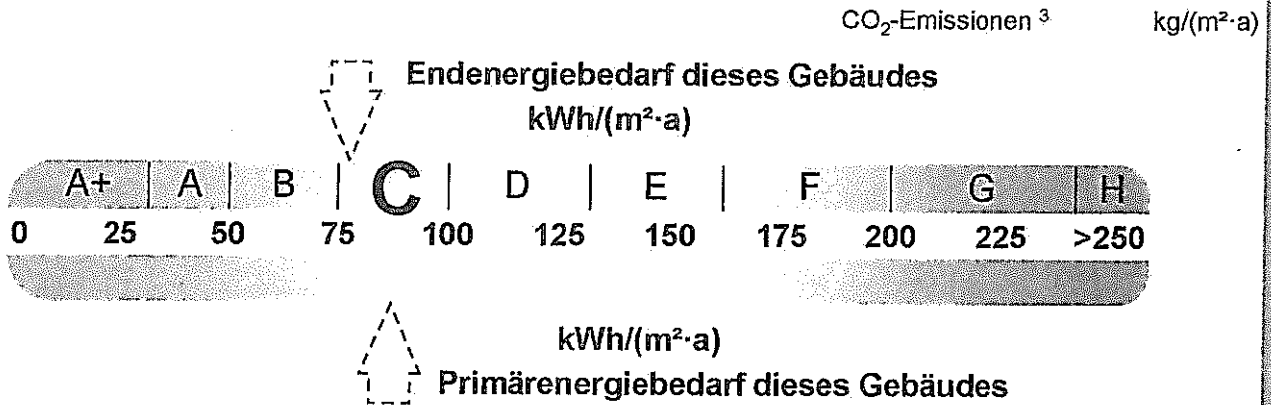 CO₂-Emissionen ³ kg/(m²·a)
Endenergiebedarf dieses Gebäudes
kWh/(m²·a)
A+ | A | B | C | D | E | F | G | H
0 25 50 75 100 125 150 175 200 225 >250
kWh/(m²·a)
Primärenergiebedarf dieses Gebäudes